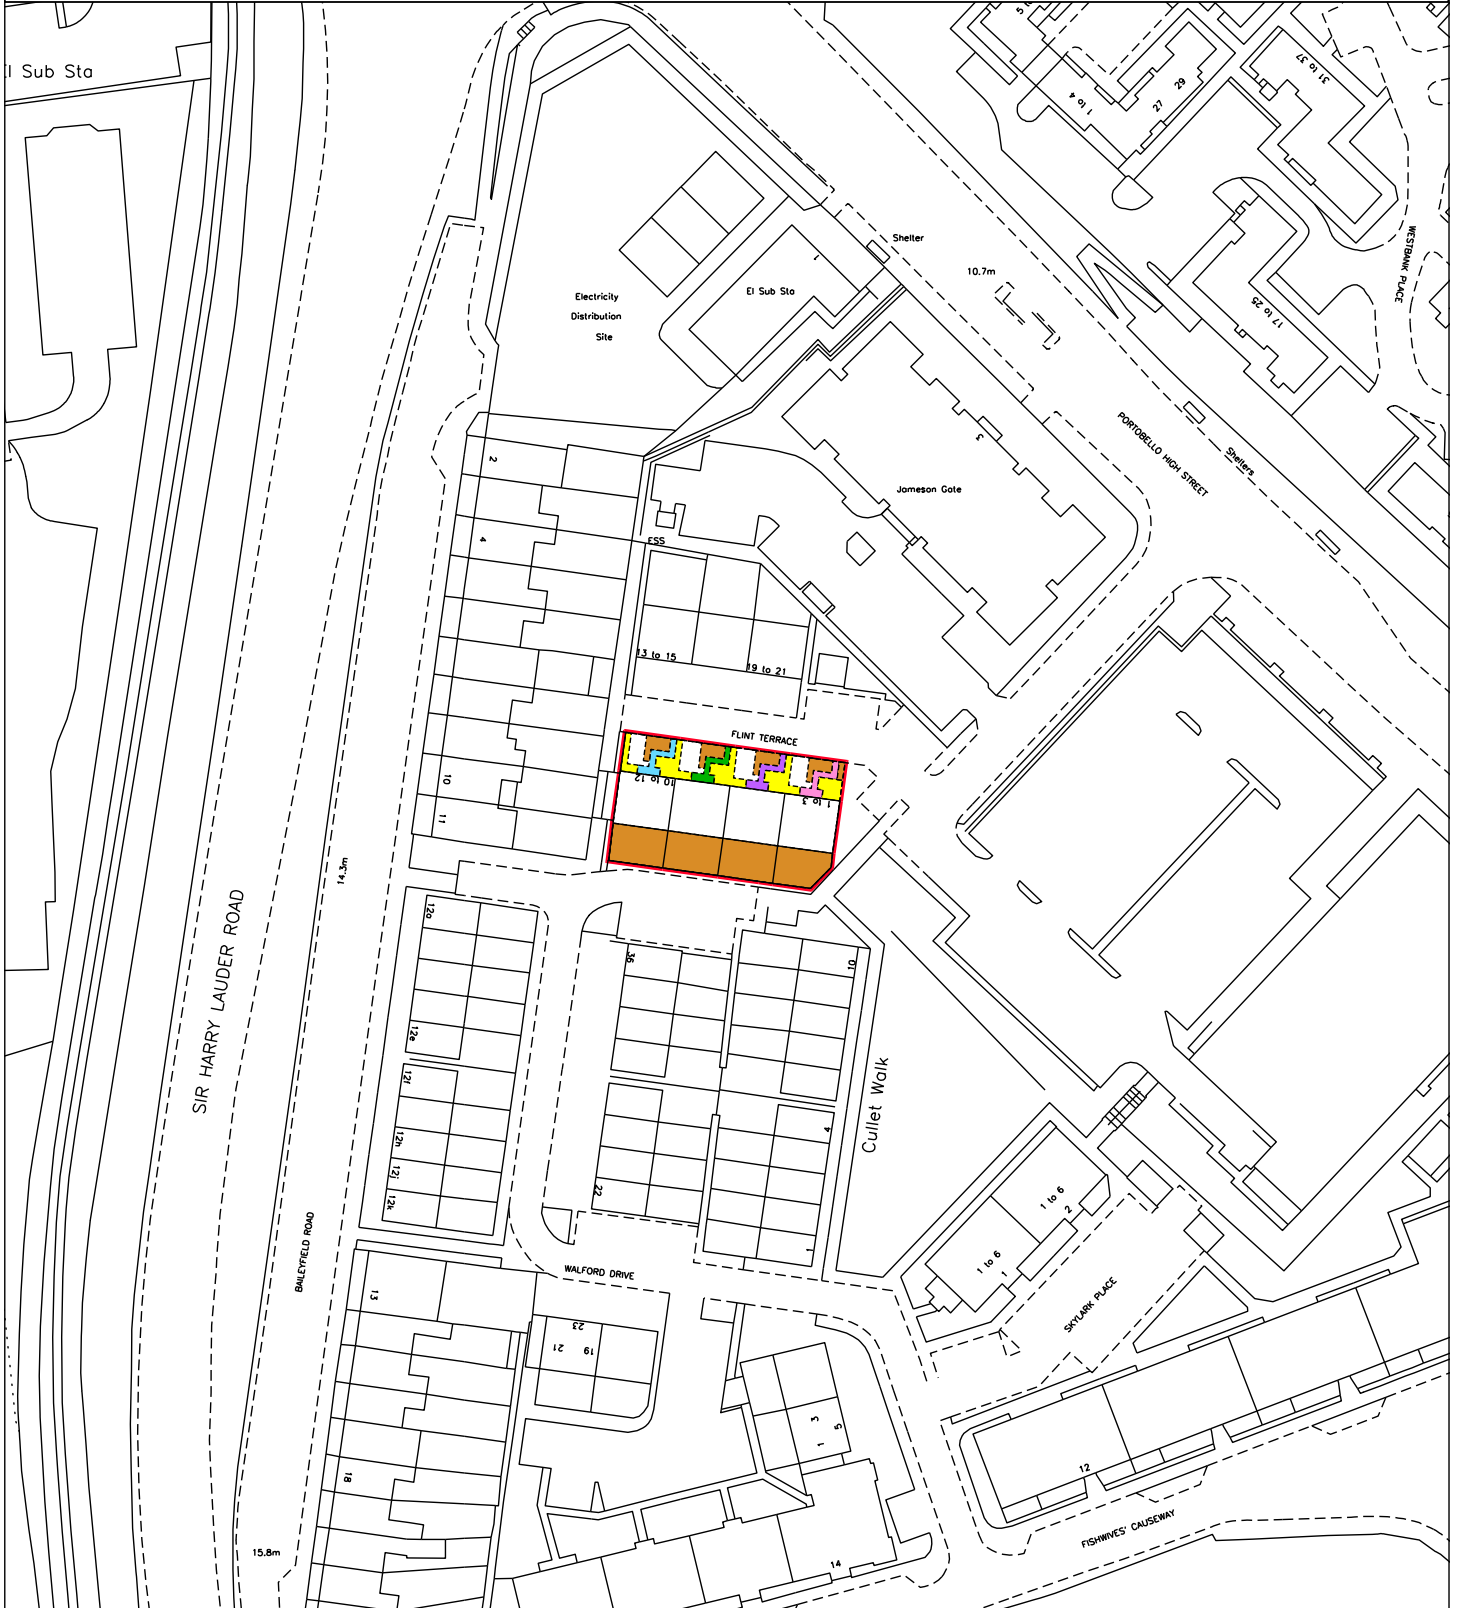 El Sub Sta
5
1 to 4
27
29
31 to 37
WESTBANK PLACE
17 to 25
Shelter
10.7m
1
El Sub Sta
Electricity
Distribution
Site
3
PORTOBELLO HIGH STREET
Shelters
Jameson Gate
2
4
ESS
13 to 15
19 to 21
FLINT TERRACE
10 to 12
1 to 3
10
11
14.3m
SIR HARRY LAUDER ROAD
12a
36
10
12e
12f
12h
12j
12k
22
4
1
Cullet Walk
1 to 6
2
1 to 6
1
BAILEYFIELD ROAD
WALFORD DRIVE
SKYLARK PLACE
13
23
21
19
3
5
1
18
12
15.8m
14
FISHWIVES' CAUSEWAY